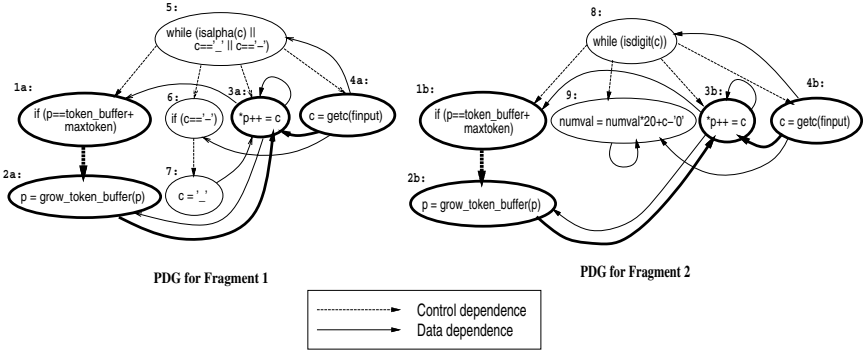 5:
while (isalpha(c) ||
c=='_' || c=='-')
1a:
if (p==token_buffer+
maxtoken)
6:
if (c=='-')
3a:
*p++ = c
4a:
c = getc(finput)
7:
c = '_'
2a:
p = grow_token_buffer(p)
PDG for Fragment 1
8:
while (isdigit(c))
1b:
if (p==token_buffer+
maxtoken)
9:
numval = numval*20+c-'0'
3b:
*p++ = c
4b:
c = getc(finput)
2b:
p = grow_token_buffer(p)
PDG for Fragment 2
Control dependence
Data dependence